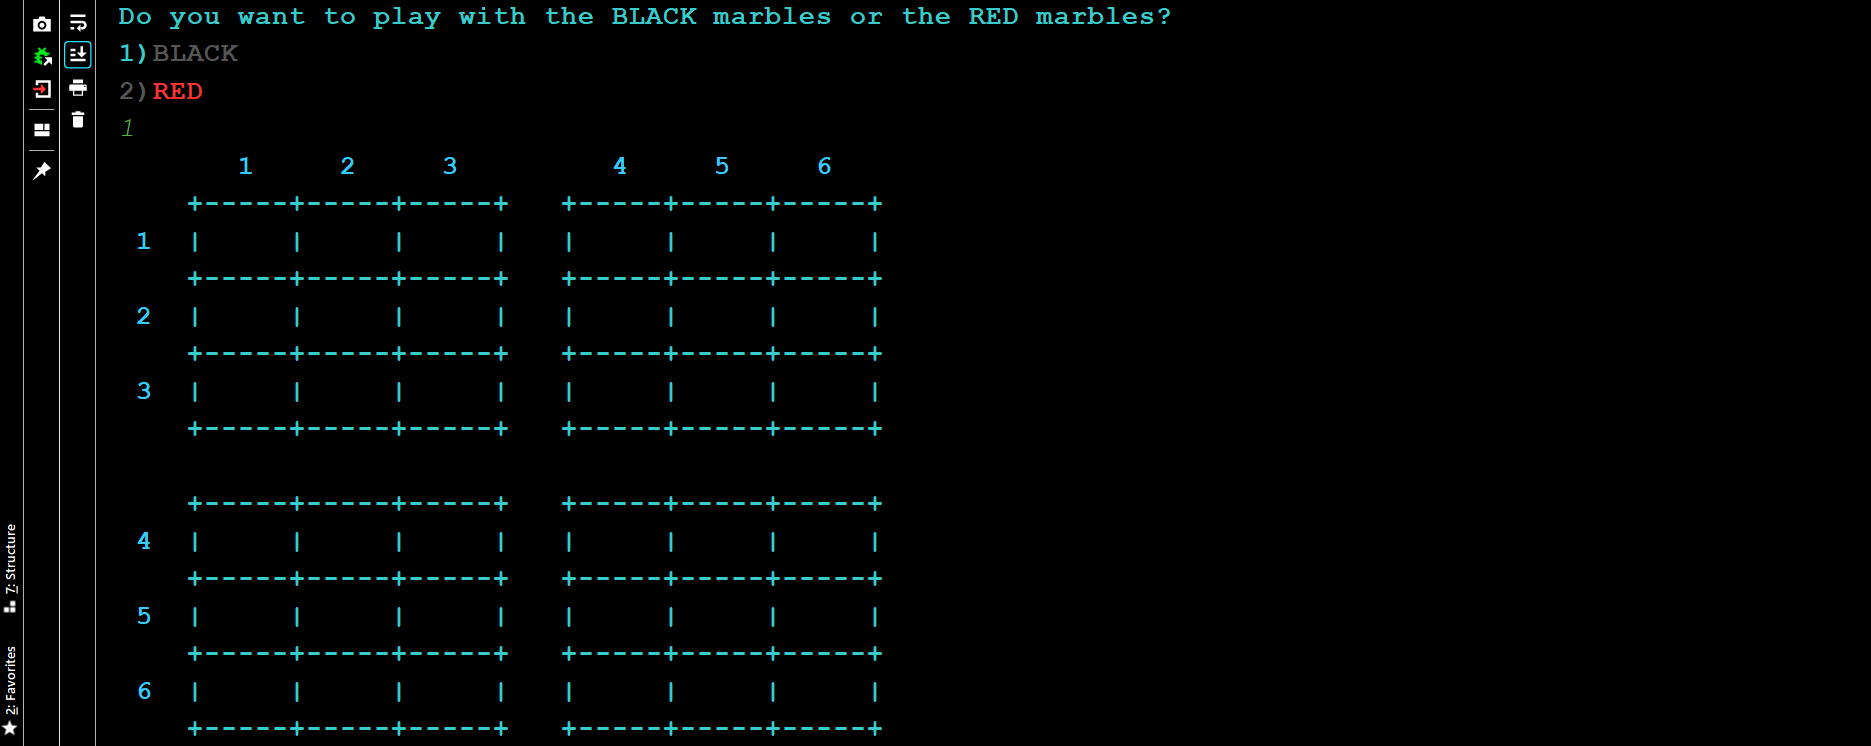 Do you want to play with the BLACK marbles or the RED marbles?
1)BLACK
2)RED
1
1 2 3 4 5 6
+-----+-----+-----+   +-----+-----+-----+
1  |     |     |     |   |     |     |     |
+-----+-----+-----+   +-----+-----+-----+
2  |     |     |     |   |     |     |     |
+-----+-----+-----+   +-----+-----+-----+
3  |     |     |     |   |     |     |     |
+-----+-----+-----+   +-----+-----+-----+
+-----+-----+-----+   +-----+-----+-----+
4  |     |     |     |   |     |     |     |
+-----+-----+-----+   +-----+-----+-----+
5  |     |     |     |   |     |     |     |
+-----+-----+-----+   +-----+-----+-----+
6  |     |     |     |   |     |     |     |
+-----+-----+-----+   +-----+-----+-----+
7: Structure
2: Favorites